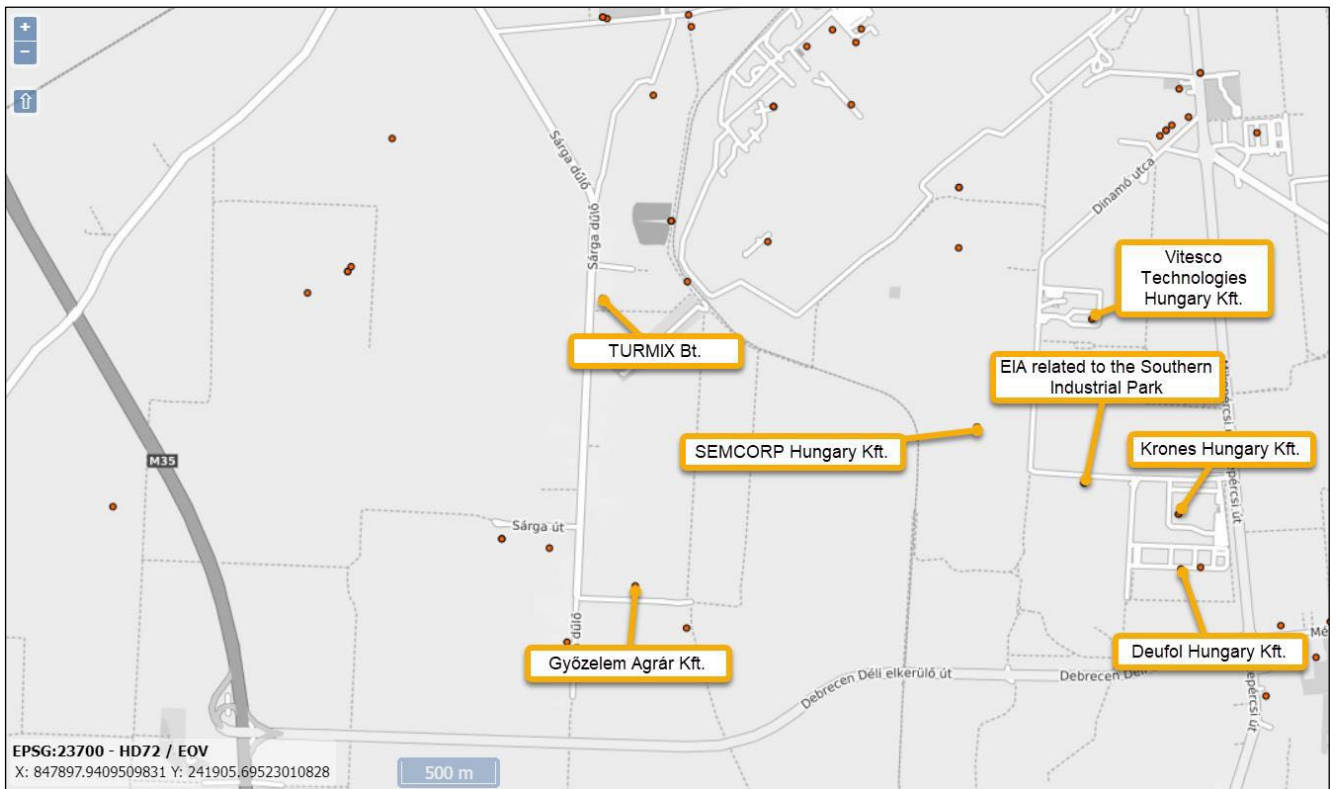 +
−
⇧
Sárga dűlő
Sárga dűlő
Dinamó utca
Vitesco
Technologies
Hungary Kft.
TURMIX Bt.
EIA related to the Southern
Industrial Park
SEMCORP Hungary Kft.
Krones Hungary Kft.
M35
Sárga út
Győzelem Agrár Kft.
Deufol Hungary Kft.
Debrecen Déli elkerülő út
EPSG:23700 - HD72 / EOV
X: 847897.9409509831 Y: 241905.69523010828
500 m